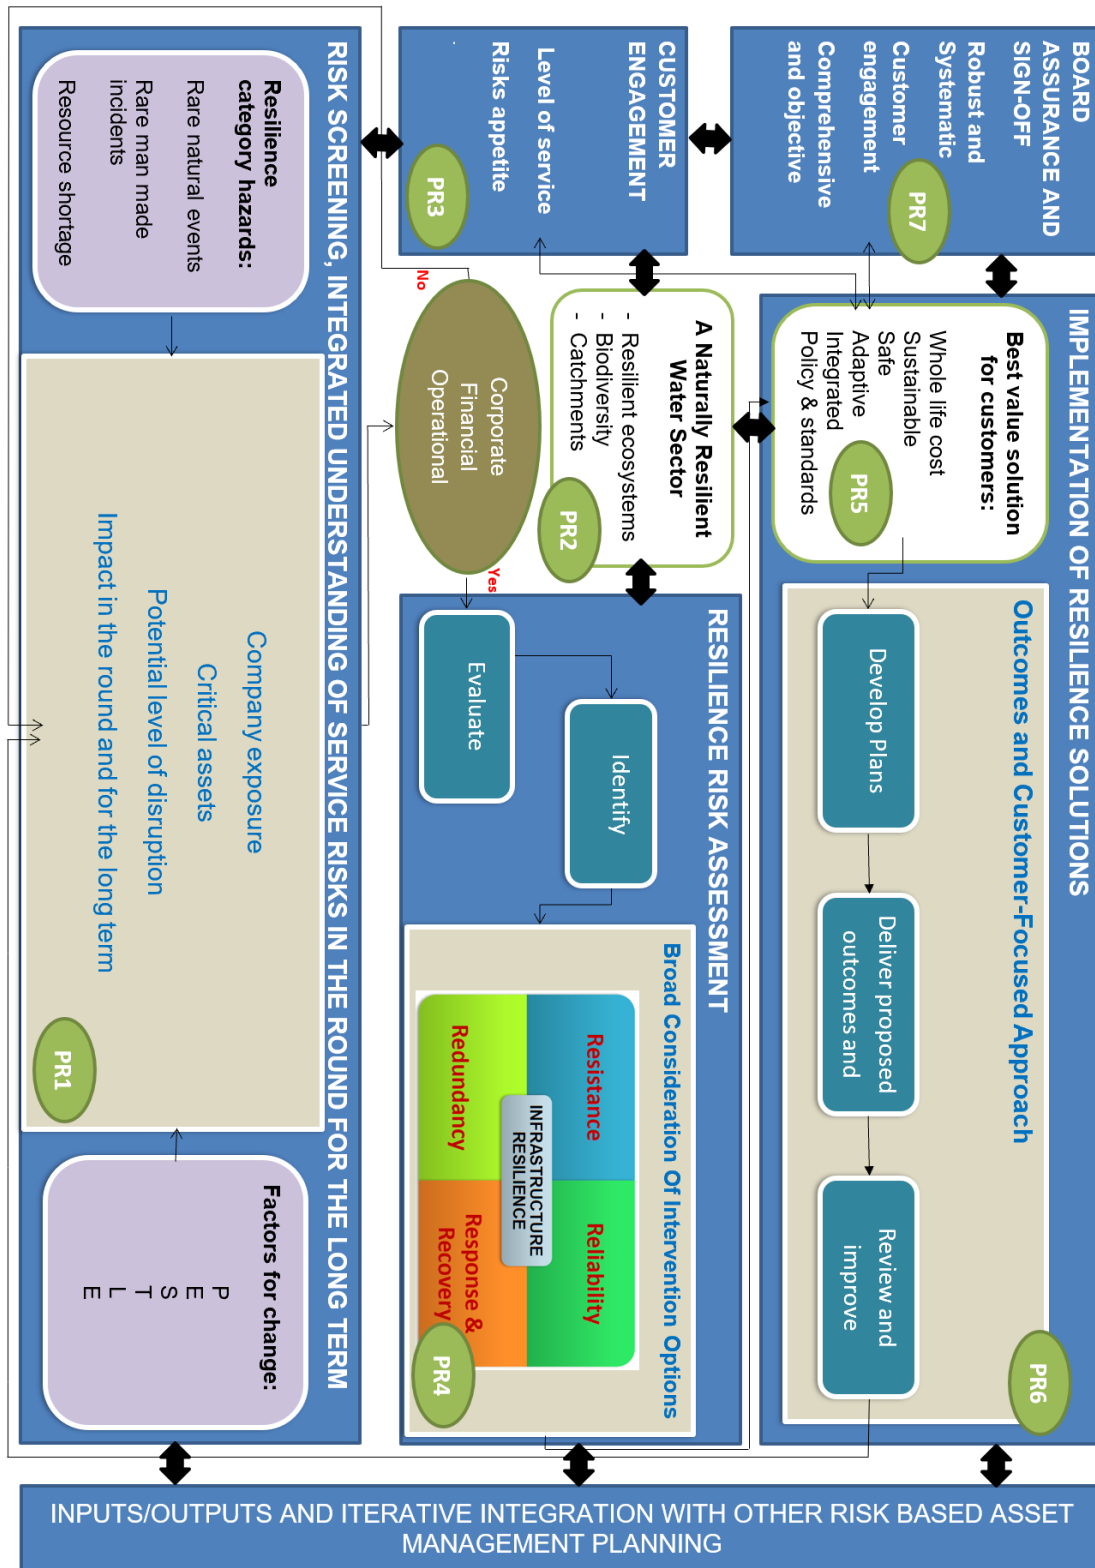 RISK SCREENING, INTEGRATED UNDERSTANDING OF SERVICE RISKS IN THE ROUND FOR THE LONG TERM
Resilience
category hazards:
Rare natural events
Rare man made
incidents
Resource shortage
Company exposure
Critical assets
Potential level of disruption
Impact in the round and for the long term
PR1
Factors for change:
P
E
S
T
L
E
CUSTOMER
ENGAGEMENT
Level of service
Risks appetite
.
PR3
No
Corporate
Financial
Operational
Yes
A Naturally Resilient
Water Sector
- Resilient ecosystems
- Biodiversity
- Catchments
PR2
RESILIENCE RISK ASSESSMENT
Evaluate
Identify
Broad Consideration Of Intervention Options
Resistance
Reliability
INFRASTRUCTURE
RESILIENCE
Redundancy
Response &
Recovery
PR4
BOARD
ASSURANCE AND
SIGN-OFF
Robust and
Systematic
Customer
engagement
Comprehensive
and objective
PR7
IMPLEMENTATION OF RESILIENCE SOLUTIONS
Best value solution
for customers:
Whole life cost
Sustainable
Safe
Adaptive
Integrated
Policy & standards
PR5
Outcomes and Customer-Focused Approach
Develop Plans
Deliver proposed
outcomes and
Review and
improve
PR6
INPUTS/OUTPUTS AND ITERATIVE INTEGRATION WITH OTHER RISK BASED ASSET
MANAGEMENT PLANNING